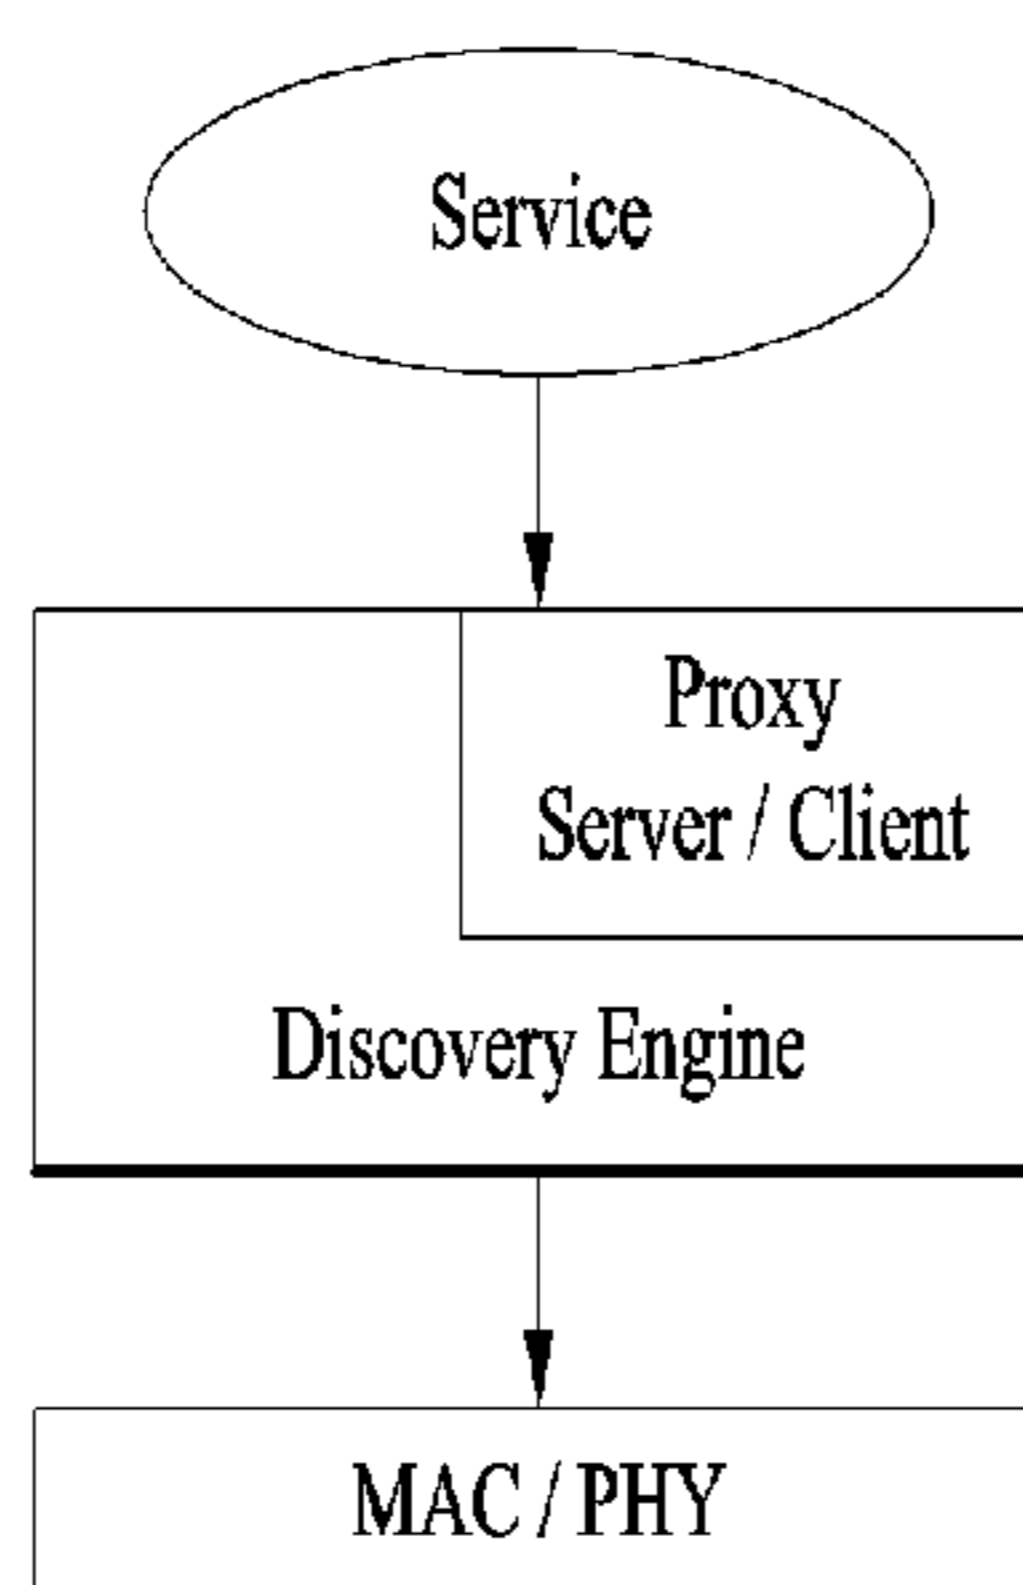 Service
Proxy
Server / Client
Discovery Engine
MAC / PHY